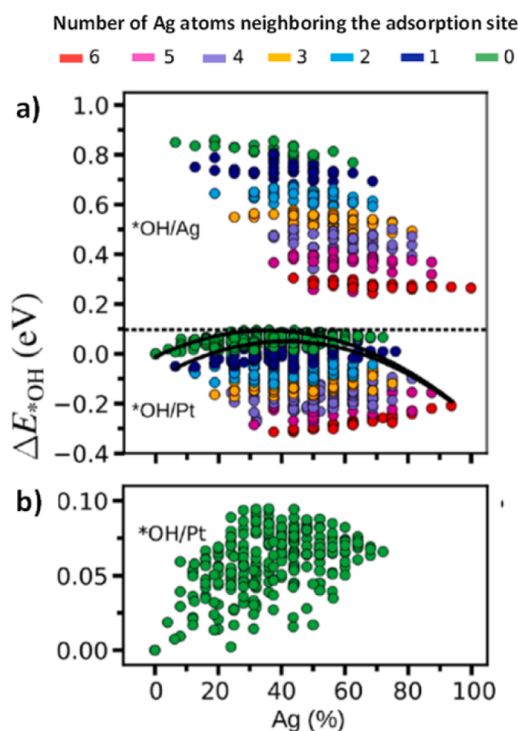 Number of Ag atoms neighboring the adsorption site
6 5 4 3 2 1 0
a)
1.0
0.8
0.6
*OH/Ag
0.4
0.2
0.0
*OH/Pt
−0.2
−0.4
ΔE*OH (eV)
b)
0.10
*OH/Pt
0.05
0.00
0 20 40 60 80 100
Ag (%)